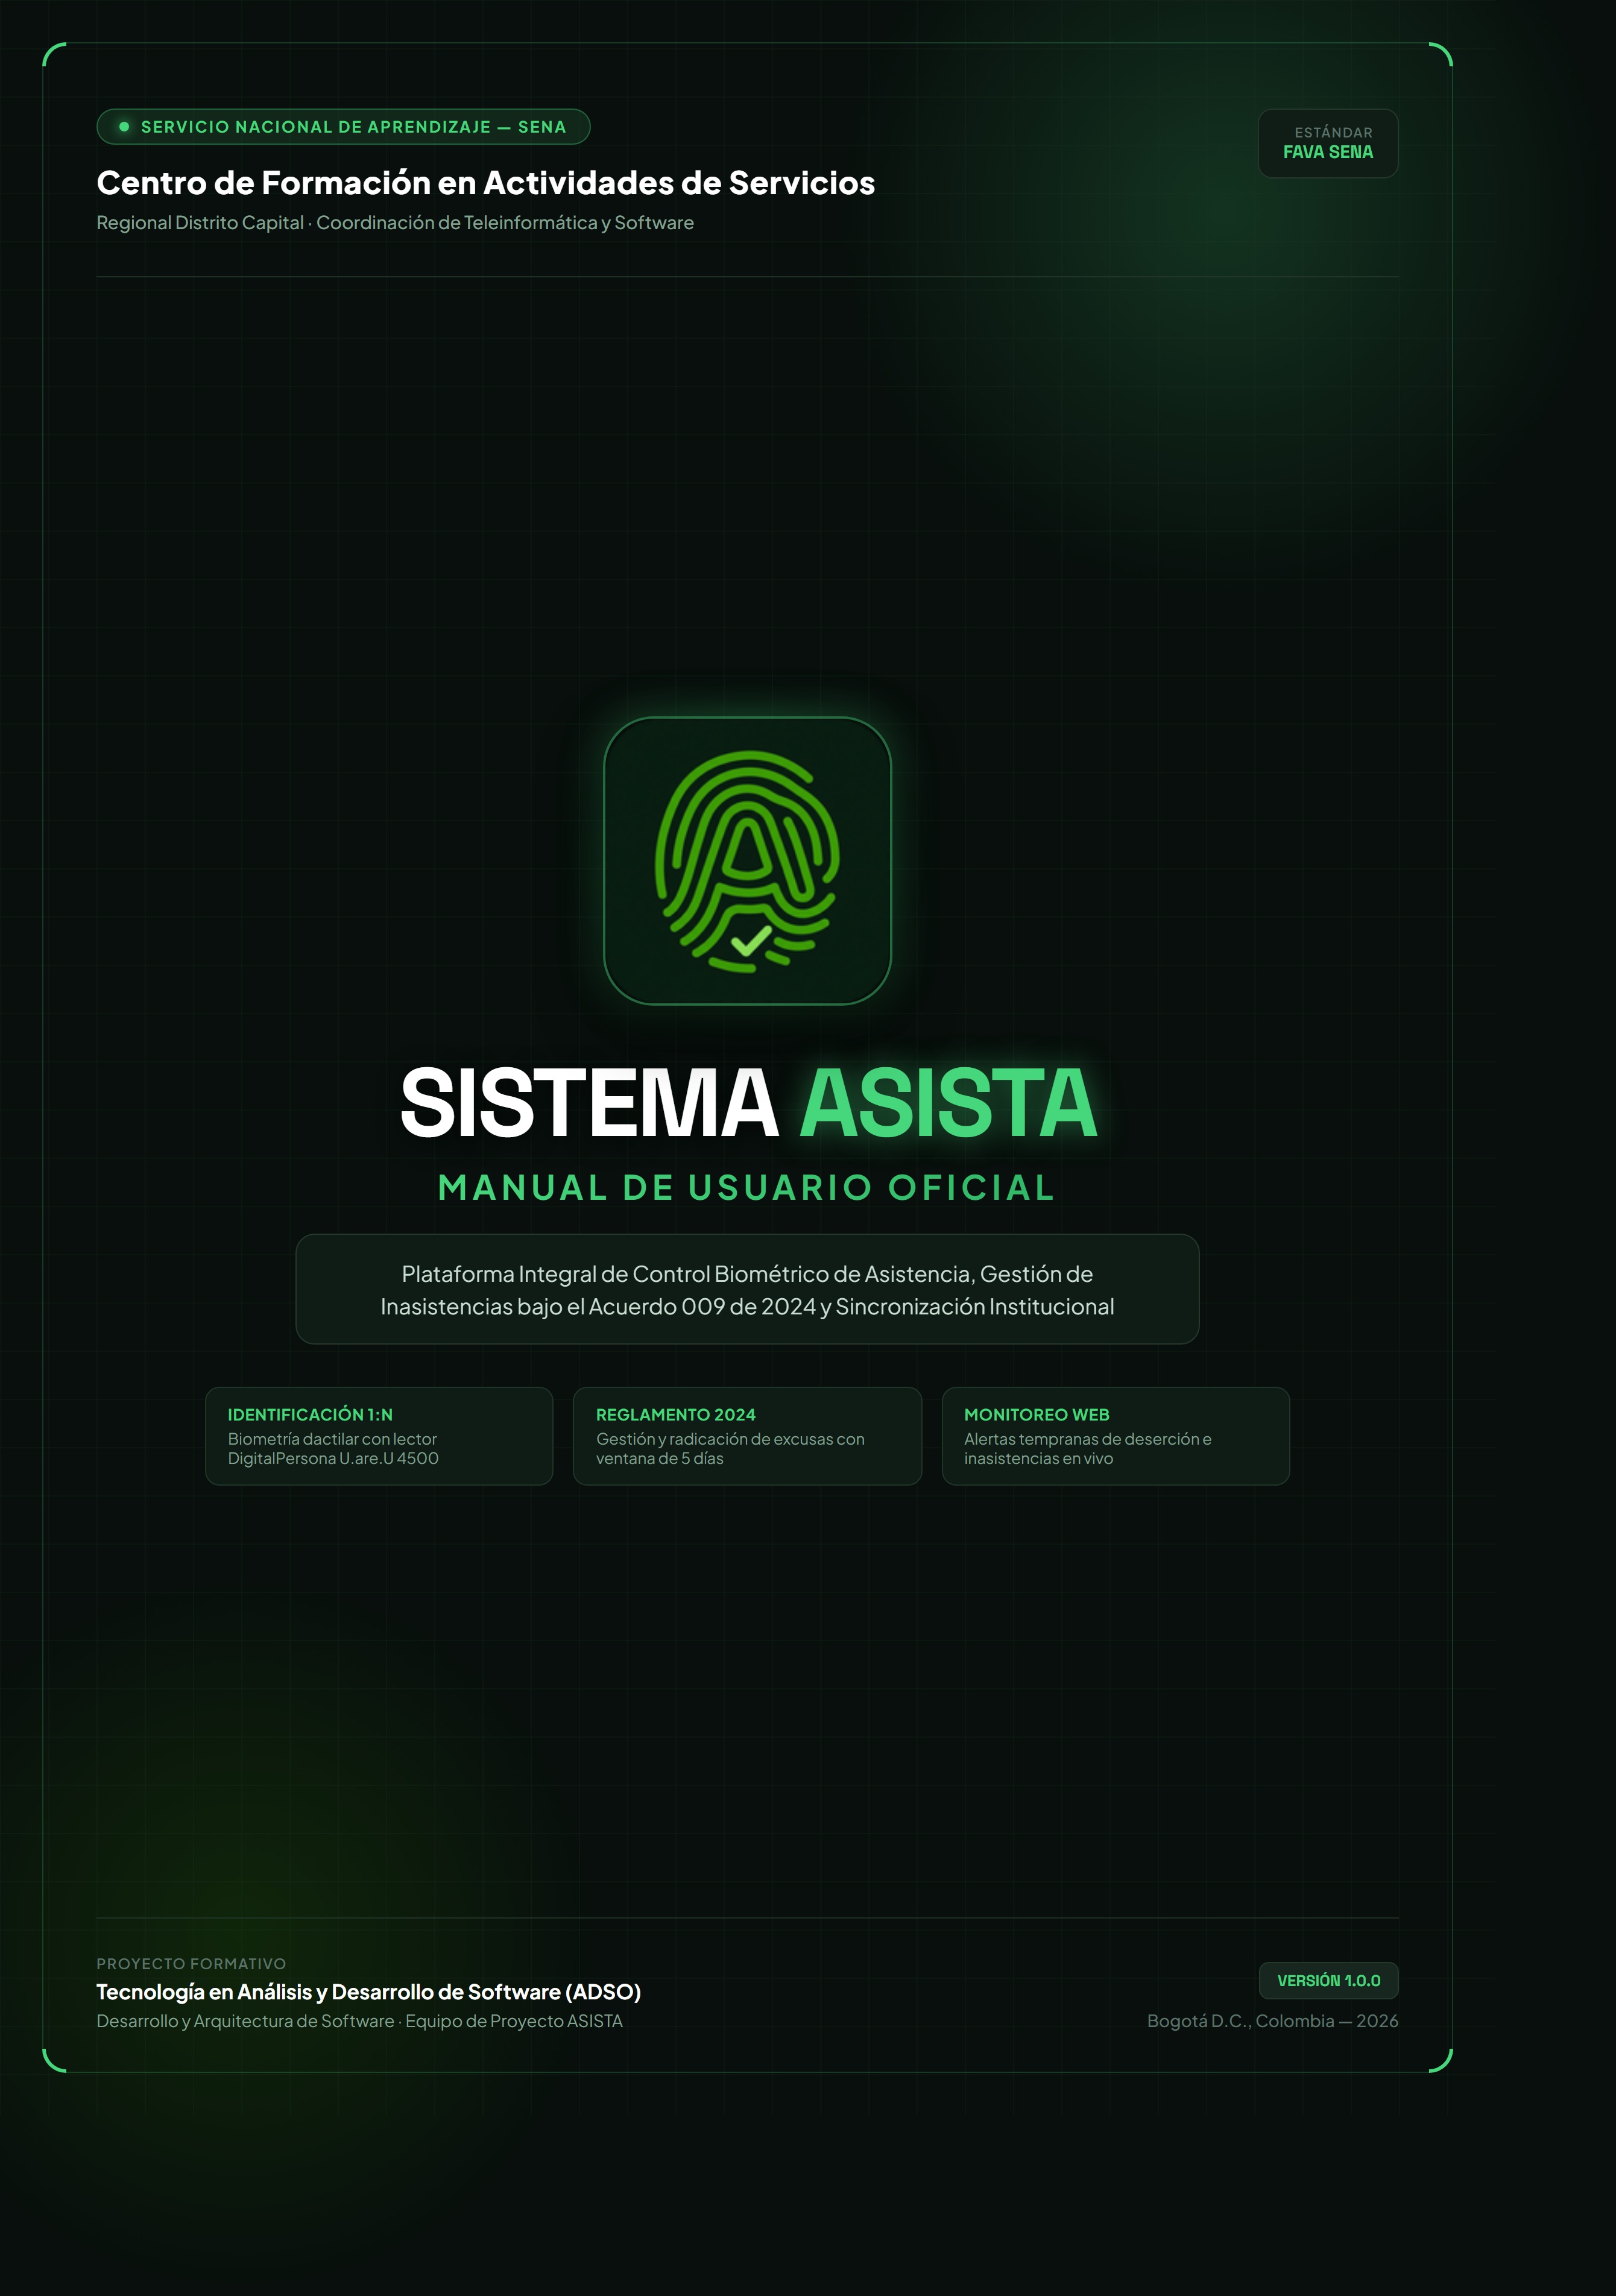 SERVICIO NACIONAL DE APRENDIZAJE — SENA
Centro de Formación en Actividades de Servicios
Regional Distrito Capital · Coordinación de Teleinformática y Software
ESTÁNDAR
FAVA SENA
SISTEMA ASISTA
MANUAL DE USUARIO OFICIAL
Plataforma Integral de Control Biométrico de Asistencia, Gestión de
Inasistencias bajo el Acuerdo 009 de 2024 y Sincronización Institucional
IDENTIFICACIÓN 1:N
Biometría dactilar con lector
DigitalPersona U.are.U 4500
REGLAMENTO 2024
Gestión y radicación de excusas con
ventana de 5 días
MONITOREO WEB
Alertas tempranas de deserción e
inasistencias en vivo
PROYECTO FORMATIVO
Tecnología en Análisis y Desarrollo de Software (ADSO)
Desarrollo y Arquitectura de Software · Equipo de Proyecto ASISTA
VERSIÓN 1.0.0
Bogotá D.C., Colombia — 2026